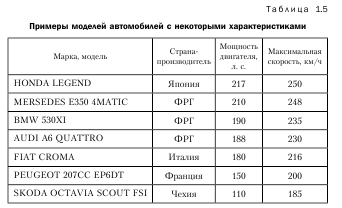 Таблица 1.5
Примеры моделей автомобилей с некоторыми характеристиками
Марка, модель Страна-производитель Мощность двигателя, л. с. Максимальная скорость, км/ч
HONDA LEGEND Япония 217 250
MERSEDES E350 4MATIC ФРГ 210 248
BMW 530XI ФРГ 190 235
AUDI A6 QUATTRO ФРГ 188 230
FIAT CROMA Италия 180 216
PEUGEOT 207CC EP6DT Франция 150 200
SKODA OCTAVIA SCOUT FSI Чехия 110 185